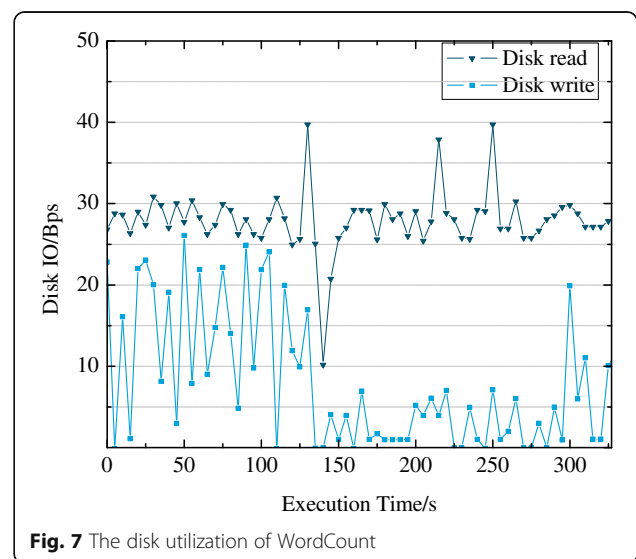 50
40
30
20
10
Disk IO/Bps
Disk read
Disk write
0 50 100 150 200 250 300
Execution Time/s
Fig. 7 The disk utilization of WordCount